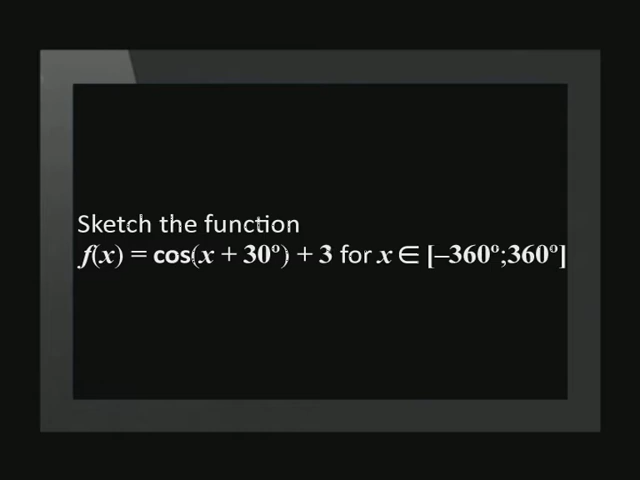 Sketch the function
f(x) = cos(x + 30º) + 3 for x ∈ [–360º;360º]